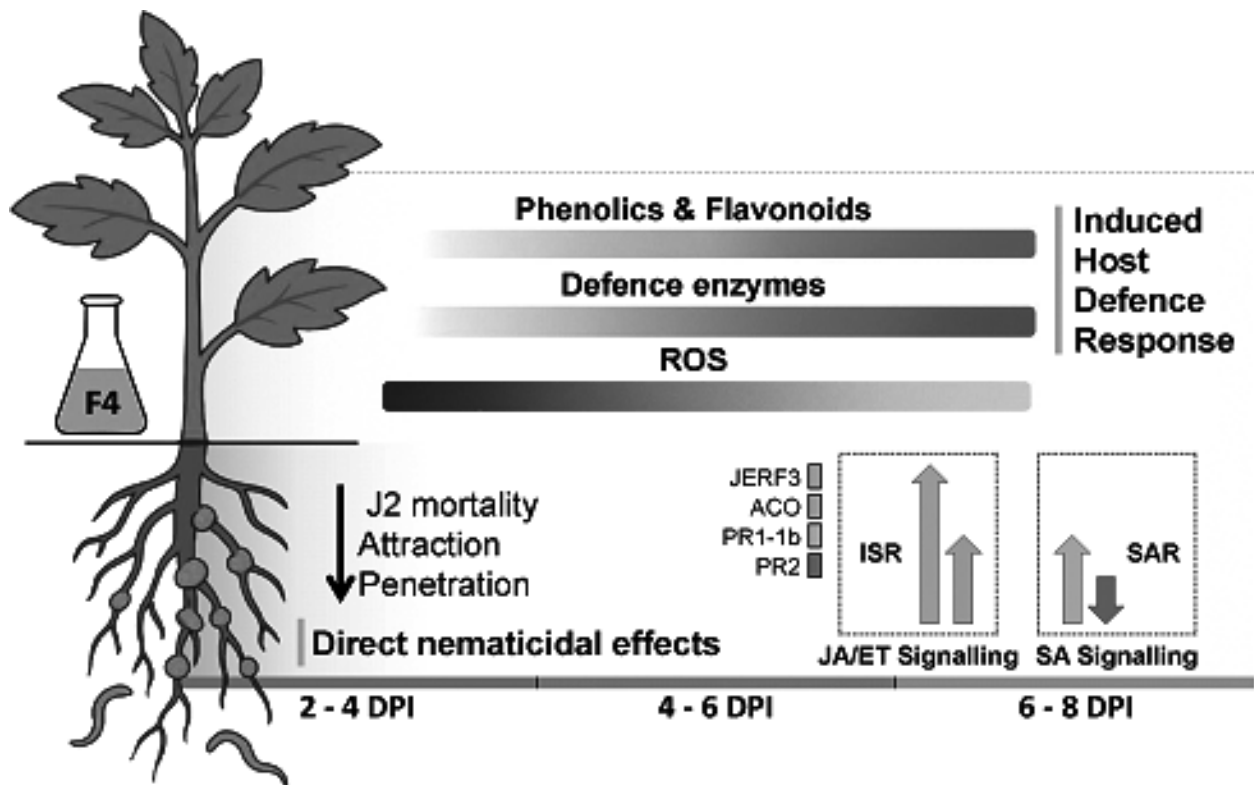 Phenolics & Flavonoids
Defence enzymes
ROS
Induced
Host
Defence
Response
F4
J2 mortality
Attraction
Penetration
Direct nematicidal effects
JERF3
ACO
PR1-1b
PR2
ISR
SAR
JA/ET Signalling
SA Signalling
2 - 4 DPI
4 - 6 DPI
6 - 8 DPI